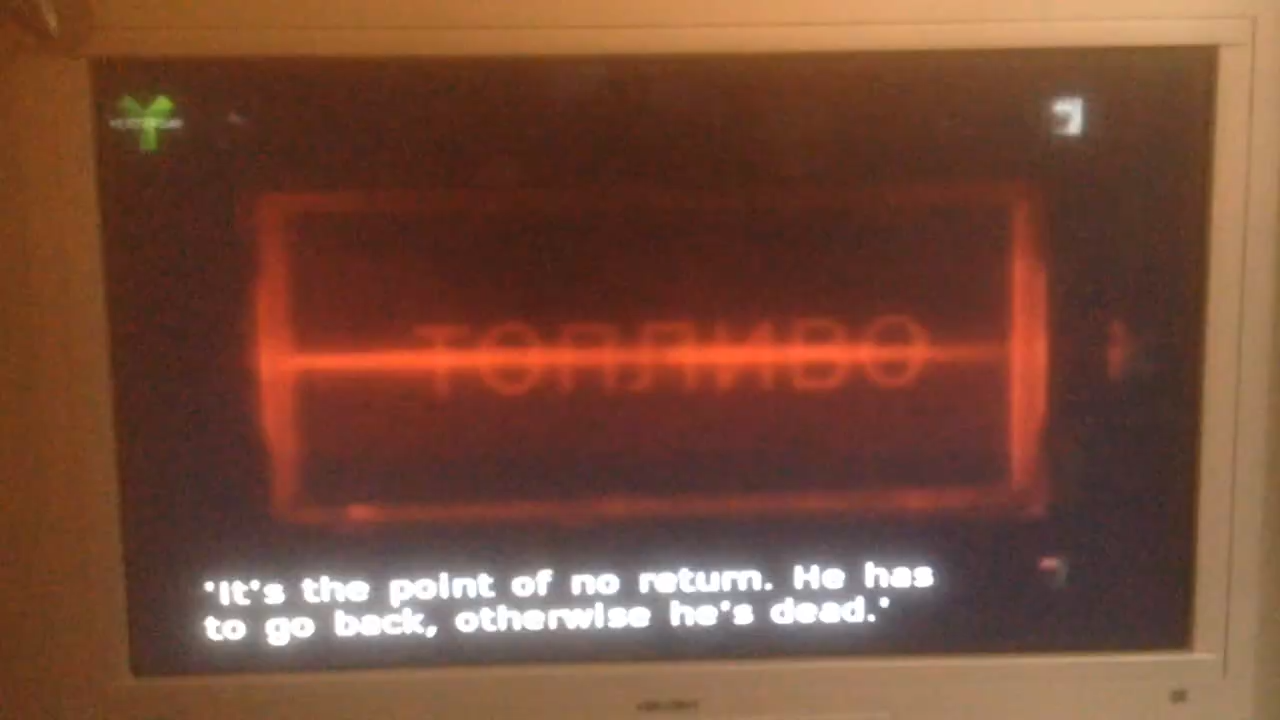 ТОПЛИВО
'It's the point of no return. He has
to go back, otherwise he's dead.'